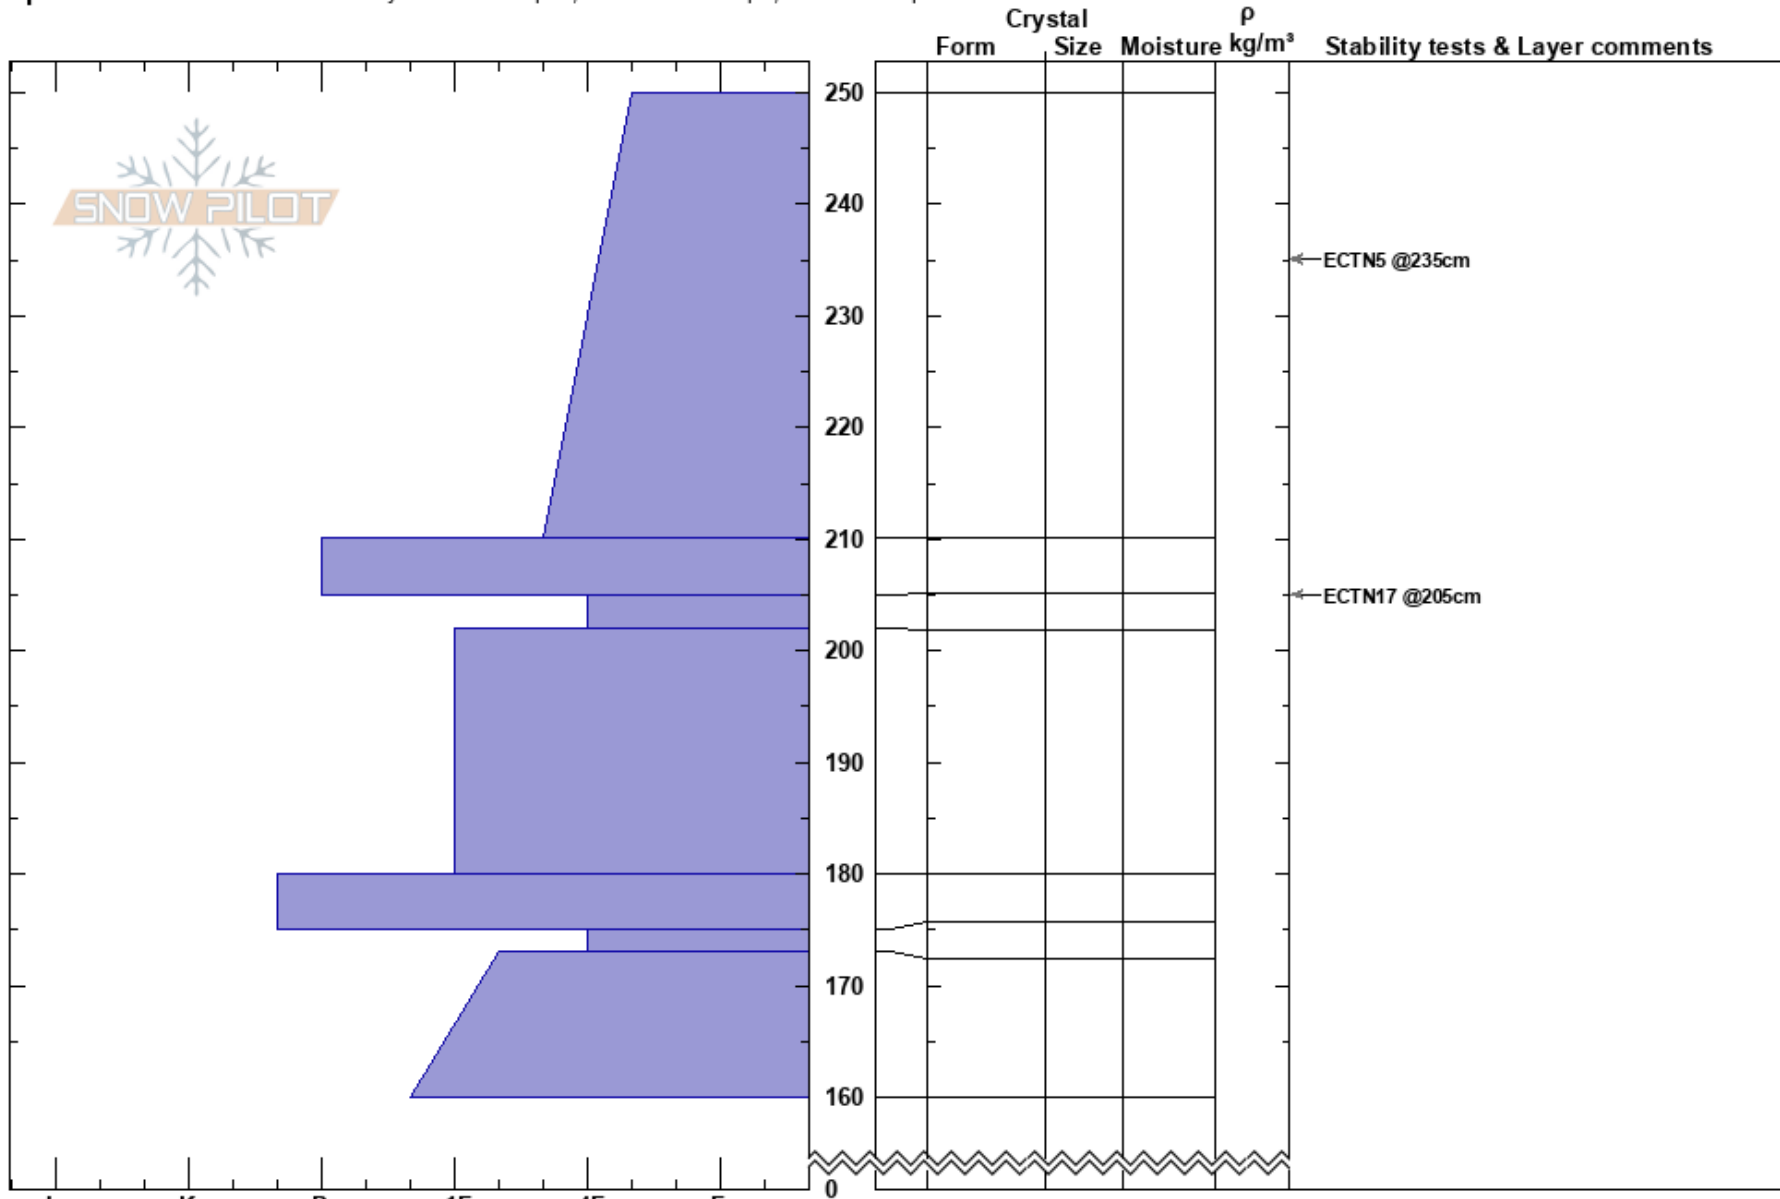 Crystal
ρ
Form Size Moisture kg/m³ Stability tests & Layer comments
250
SNOW PILOT
240
ECTN5 @235cm
230
220
210
ECTN17 @205cm
200
190
180
170
160
0